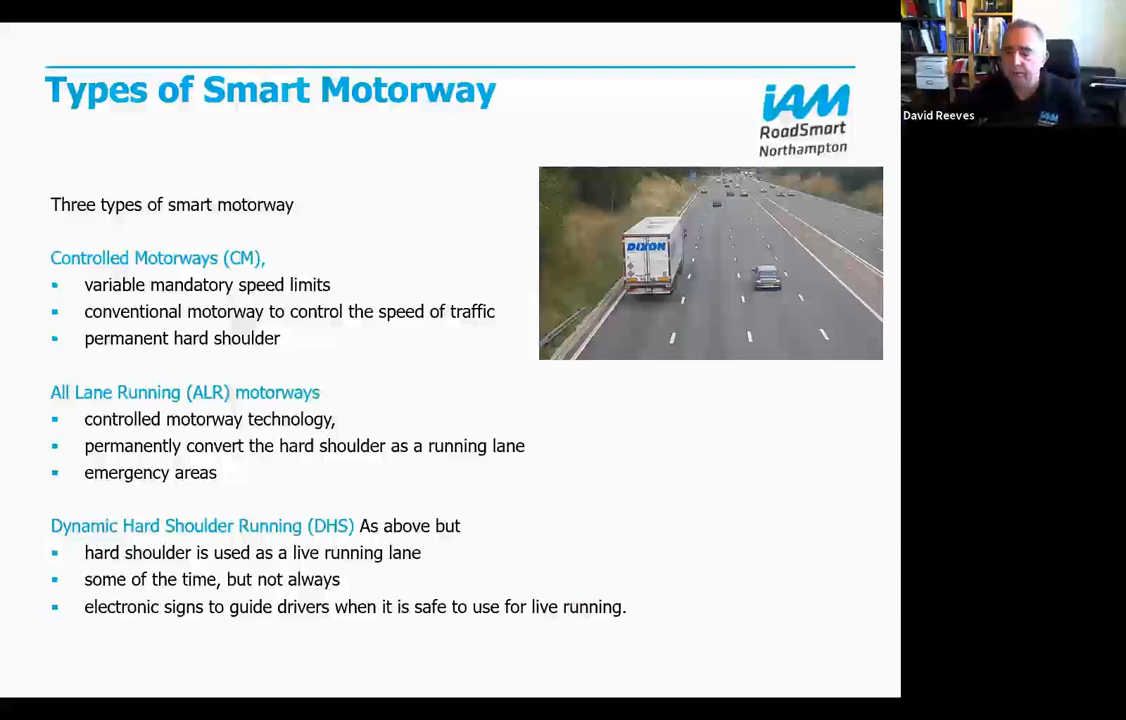 Types of Smart Motorway
iAM
RoadSmart
Northampton
David Reeves
Three types of smart motorway
DIXON
Controlled Motorways (CM),
variable mandatory speed limits
conventional motorway to control the speed of traffic
permanent hard shoulder
All Lane Running (ALR) motorways
controlled motorway technology,
permanently convert the hard shoulder as a running lane
emergency areas
Dynamic Hard Shoulder Running (DHS) As above but
hard shoulder is used as a live running lane
some of the time, but not always
electronic signs to guide drivers when it is safe to use for live running.